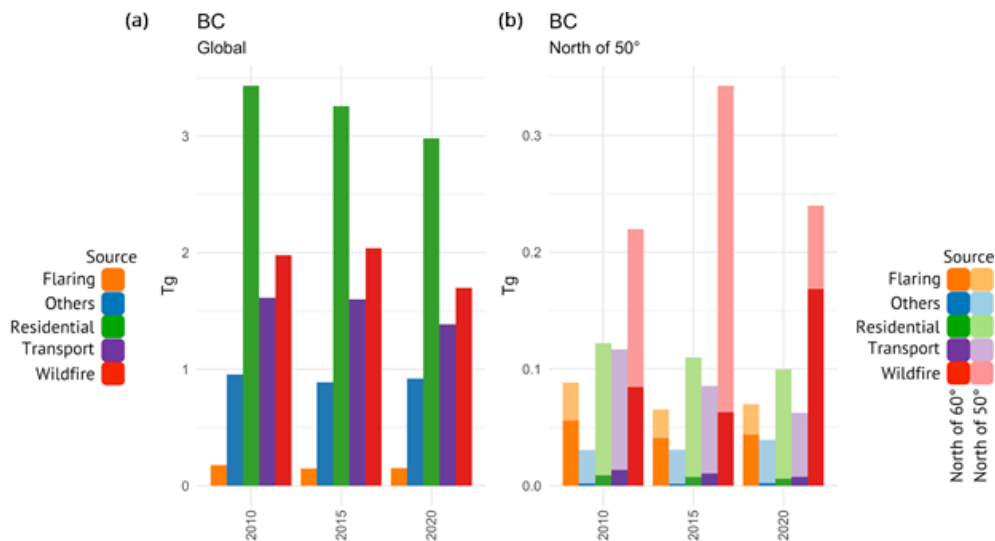 (a)
BC
Global
3
2
1
0
Tg
2010
2015
2020
Source
Flaring
Others
Residential
Transport
Wildfire
(b)
BC
North of 50°
0.3
0.2
0.1
0.0
Tg
2010
2015
2020
Source
Flaring
Others
Residential
Transport
Wildfire
North of 60°
North of 50°